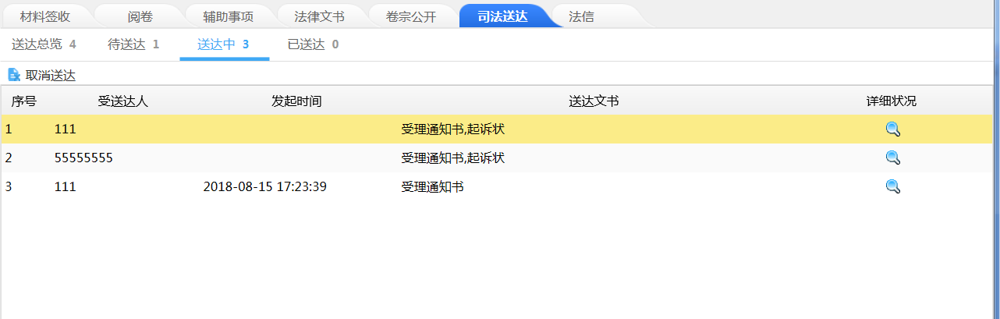 材料签收 阅卷 辅助事项 法律文书 卷宗公开 司法送达 法信
送达总览 4 待送达 1 送达中 3 已送达 0
取消送达
序号 受送达人 发起时间 送达文书 详细状况
1 111 受理通知书,起诉状
2 55555555 受理通知书,起诉状
3 111 2018-08-15 17:23:39 受理通知书